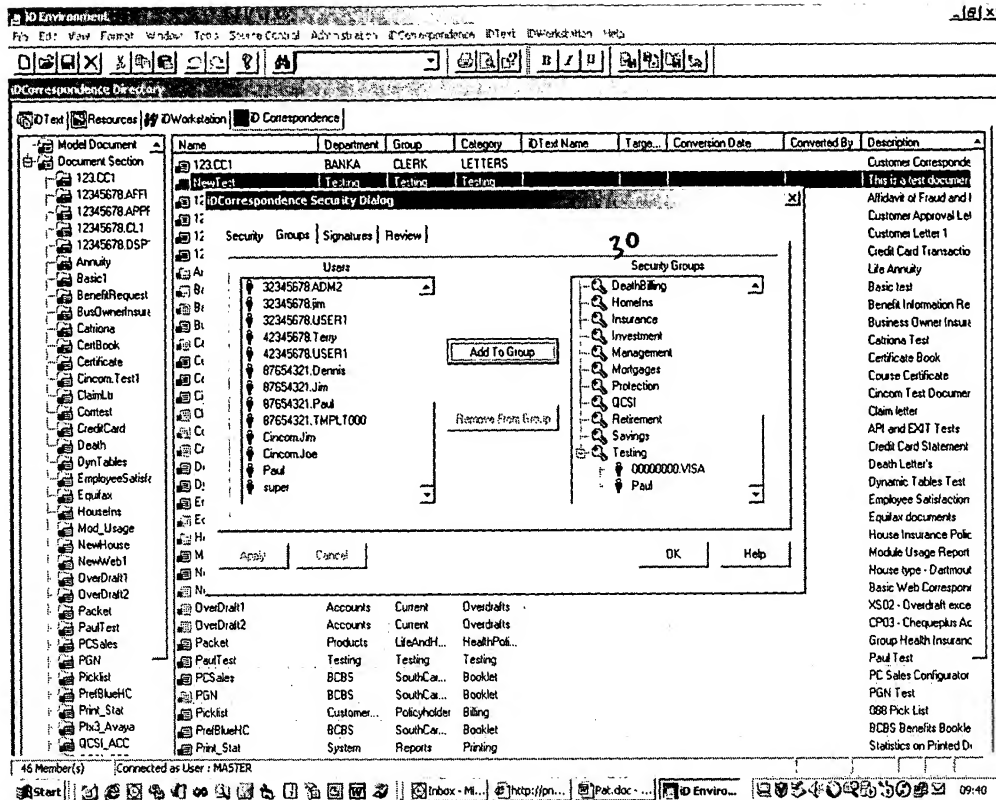 iD Environment
File Edit View Format Window Tools Source Control Administration iDCorrespondence iDText iDWorkstation Help
B I U
iDCorrespondence Directory
iDText Resources iDWorkstation iD Correspondence
Name Department Group Category iDText Name Targe... Conversion Date Converted By Description
Model Document
Document Section
123.CC1
12345678.AFFI
12345678.APPF
12345678.CL1
12345678.DSP
Annuity
Basic1
BenefitRequest
BusOwnerInsura
Catriona
CertBook
Certificate
Cincom.Test1
ClaimLtr
Contest
CreditCard
Death
DynTables
EmployeeSatisfa
Equifax
HouseIns
Mod_Usage
NewHouse
NewWeb1
OverDraft1
OverDraft2
Packet
PaulTest
PCSales
PGN
Picklist
PrefBlueHC
Print_Stat
Ptx3_Avaya
QCSI_ACC
123.CC1 BANKA CLERK LETTERS Customer Corresponde
NewTest Testing Testing Testing This is a test documer
iDCorrespondence Security Dialog
Security Groups Signatures Review
30
Users
32345678.ADM2
32345678.jim
32345678.USER1
42345678.Terry
42345678.USER1
87654321.Dennis
87654321.Jim
87654321.Paul
87654321.TMPLT000
Cincom.Jim
Cincom.Joe
Paul
super
Add To Group
Remove From Group
Security Groups
DeathBilling
HomeIns
Insurance
Investment
Management
Mortgages
Protection
QCSI
Retirement
Savings
Testing
00000000.VISA
Paul
Apply Cancel OK Help
Affidavit of Fraud and I
Customer Approval Let
Customer Letter 1
Credit Card Transactio
Life Annuity
Basic test
Benefit Information Re
Business Owner Insura
Catriona Test
Certificate Book
Course Certificate
Cincom Test Documer
Claim letter
API and EXIT Tests
Credit Card Statement
Death Letter's
Dynamic Tables Test
Employee Satisfaction
Equifax documents
House Insurance Polic
Module Usage Report
House type - Dartmout
Basic Web Correspon
OverDraft1 Accounts Current Overdrafts XS02 - Overdraft exce
OverDraft2 Accounts Current Overdrafts CP03 - Chequeplus Ac
Packet Products LifeAndH... HealthPoli... Group Health Insuranc
PaulTest Testing Testing Testing Paul Test
PCSales BCBS SouthCar... Booklet PC Sales Configurator
PGN BCBS SouthCar... Booklet PGN Test
Picklist Customer... Policyholder Billing 088 Pick List
PrefBlueHC BCBS SouthCar... Booklet BCBS Benefits Bookle
Print_Stat System Reports Printing Statistics on Printed D
46 Member(s) Connected as User : MASTER
Start Inbox - Mi... http://pn... Pat.doc - ... iD Enviro... 09:40